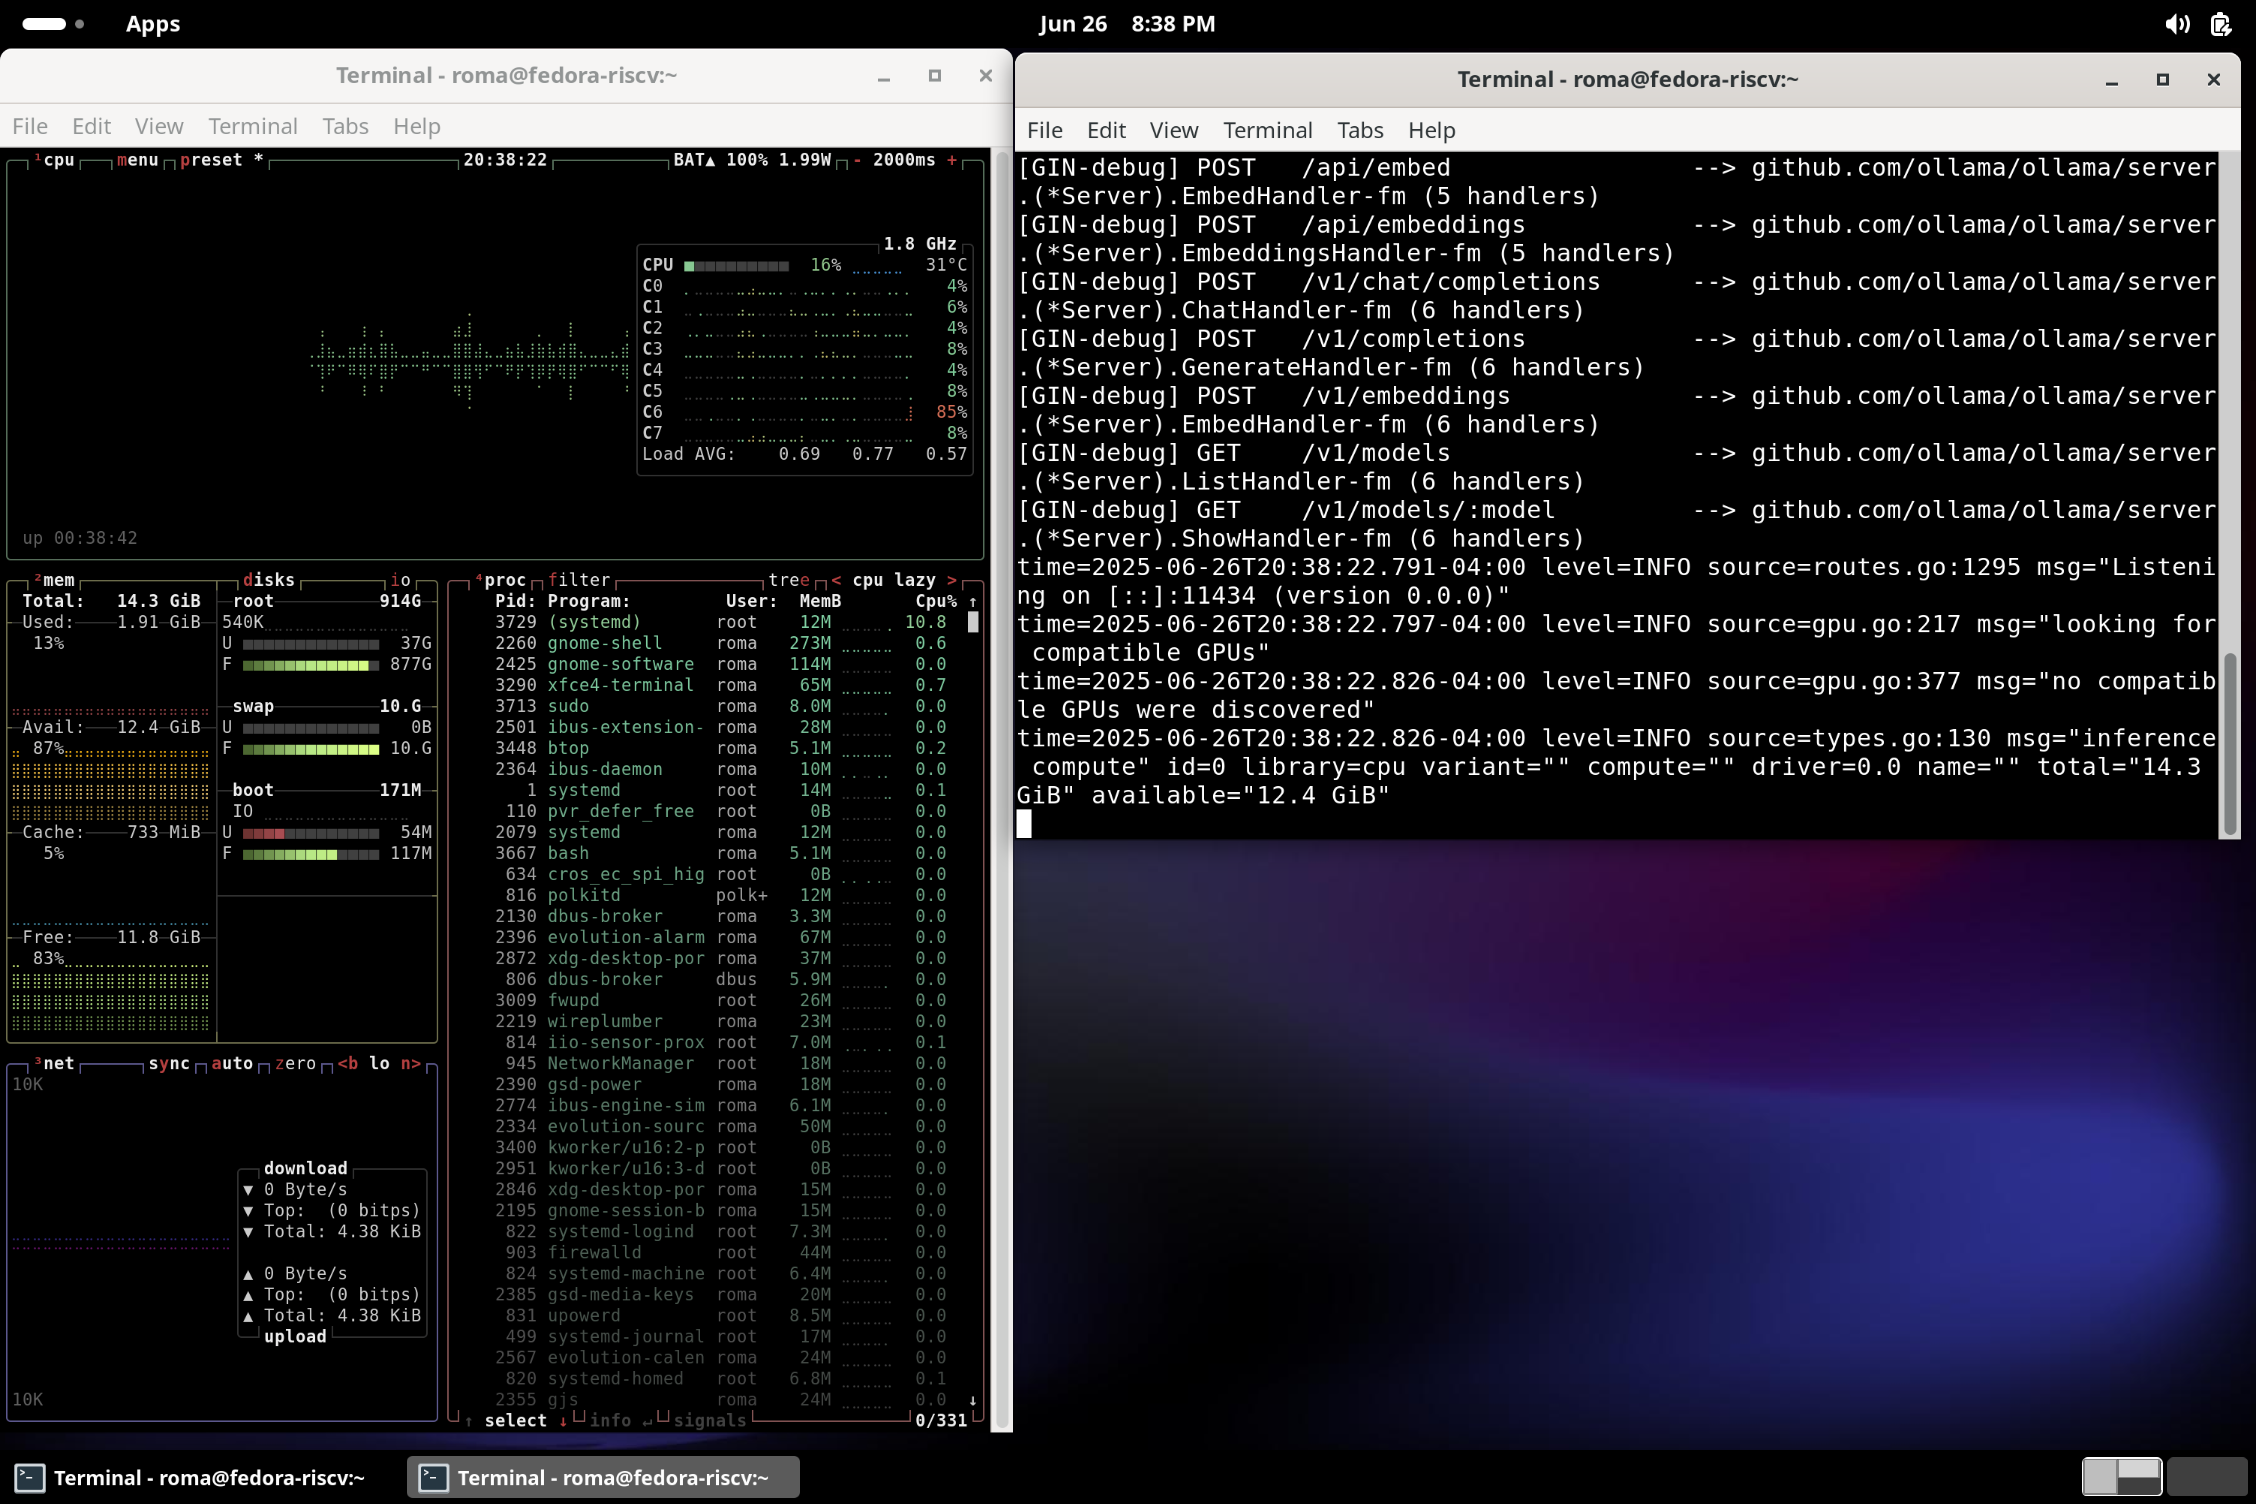 Apps
Jun 26 8:38 PM
Terminal - roma@fedora-riscv:~
File Edit View Terminal Tabs Help
¹cpu menu preset * 20:38:22 BAT▲ 100% 1.99W - 2000ms +
1.8 GHz
CPU 16% 31°C
C0 4%
C1 6%
C2 4%
C3 8%
C4 4%
C5 8%
C6 85%
C7 8%
Load AVG: 0.69 0.77 0.57
up 00:38:42
²mem disks io
Total: 14.3 GiB
Used: 1.91 GiB
13%
Avail: 12.4 GiB
87%
Cache: 733 MiB
5%
Free: 11.8 GiB
83%
root 914G
540K
U 37G
F 877G
swap 10.G
U 0B
F 10.G
boot 171M
IO
U 54M
F 117M
³net sync auto zero <b lo n>
10K
download
▼ 0 Byte/s
▼ Top: (0 bitps)
▼ Total: 4.38 KiB
▲ 0 Byte/s
▲ Top: (0 bitps)
▲ Total: 4.38 KiB
upload
10K
⁴proc filter tree < cpu lazy >
Pid: Program: User: MemB Cpu% ↑
3729 (systemd) root 12M 10.8
2260 gnome-shell roma 273M 0.6
2425 gnome-software roma 114M 0.0
3290 xfce4-terminal roma 65M 0.7
3713 sudo roma 8.0M 0.0
2501 ibus-extension- roma 28M 0.0
3448 btop roma 5.1M 0.2
2364 ibus-daemon roma 10M 0.0
1 systemd root 14M 0.1
110 pvr_defer_free root 0B 0.0
2079 systemd roma 12M 0.0
3667 bash roma 5.1M 0.0
634 cros_ec_spi_hig root 0B 0.0
816 polkitd polk+ 12M 0.0
2130 dbus-broker roma 3.3M 0.0
2396 evolution-alarm roma 67M 0.0
2872 xdg-desktop-por roma 37M 0.0
806 dbus-broker dbus 5.9M 0.0
3009 fwupd root 26M 0.0
2219 wireplumber roma 23M 0.0
814 iio-sensor-prox root 7.0M 0.1
945 NetworkManager root 18M 0.0
2390 gsd-power roma 18M 0.0
2774 ibus-engine-sim roma 6.1M 0.0
2334 evolution-sourc roma 50M 0.0
3400 kworker/u16:2-p root 0B 0.0
2951 kworker/u16:3-d root 0B 0.0
2846 xdg-desktop-por roma 15M 0.0
2195 gnome-session-b roma 15M 0.0
822 systemd-logind root 7.3M 0.0
903 firewalld root 44M 0.0
824 systemd-machine root 6.4M 0.0
2385 gsd-media-keys roma 20M 0.0
831 upowerd root 8.5M 0.0
499 systemd-journal root 17M 0.0
2567 evolution-calen roma 24M 0.0
820 systemd-homed root 6.8M 0.1
2355 gjs roma 24M 0.0 ↓
↑ select ↓ info ↵ signals 0/331
Terminal - roma@fedora-riscv:~
File Edit View Terminal Tabs Help
[GIN-debug] POST /api/embed --> github.com/ollama/ollama/server
.(*Server).EmbedHandler-fm (5 handlers)
[GIN-debug] POST /api/embeddings --> github.com/ollama/ollama/server
.(*Server).EmbeddingsHandler-fm (5 handlers)
[GIN-debug] POST /v1/chat/completions --> github.com/ollama/ollama/server
.(*Server).ChatHandler-fm (6 handlers)
[GIN-debug] POST /v1/completions --> github.com/ollama/ollama/server
.(*Server).GenerateHandler-fm (6 handlers)
[GIN-debug] POST /v1/embeddings --> github.com/ollama/ollama/server
.(*Server).EmbedHandler-fm (6 handlers)
[GIN-debug] GET /v1/models --> github.com/ollama/ollama/server
.(*Server).ListHandler-fm (6 handlers)
[GIN-debug] GET /v1/models/:model --> github.com/ollama/ollama/server
.(*Server).ShowHandler-fm (6 handlers)
time=2025-06-26T20:38:22.791-04:00 level=INFO source=routes.go:1295 msg="Listeni
ng on [::]:11434 (version 0.0.0)"
time=2025-06-26T20:38:22.797-04:00 level=INFO source=gpu.go:217 msg="looking for
compatible GPUs"
time=2025-06-26T20:38:22.826-04:00 level=INFO source=gpu.go:377 msg="no compatib
le GPUs were discovered"
time=2025-06-26T20:38:22.826-04:00 level=INFO source=types.go:130 msg="inference
compute" id=0 library=cpu variant="" compute="" driver=0.0 name="" total="14.3
GiB" available="12.4 GiB"
Terminal - roma@fedora-riscv:~
Terminal - roma@fedora-riscv:~